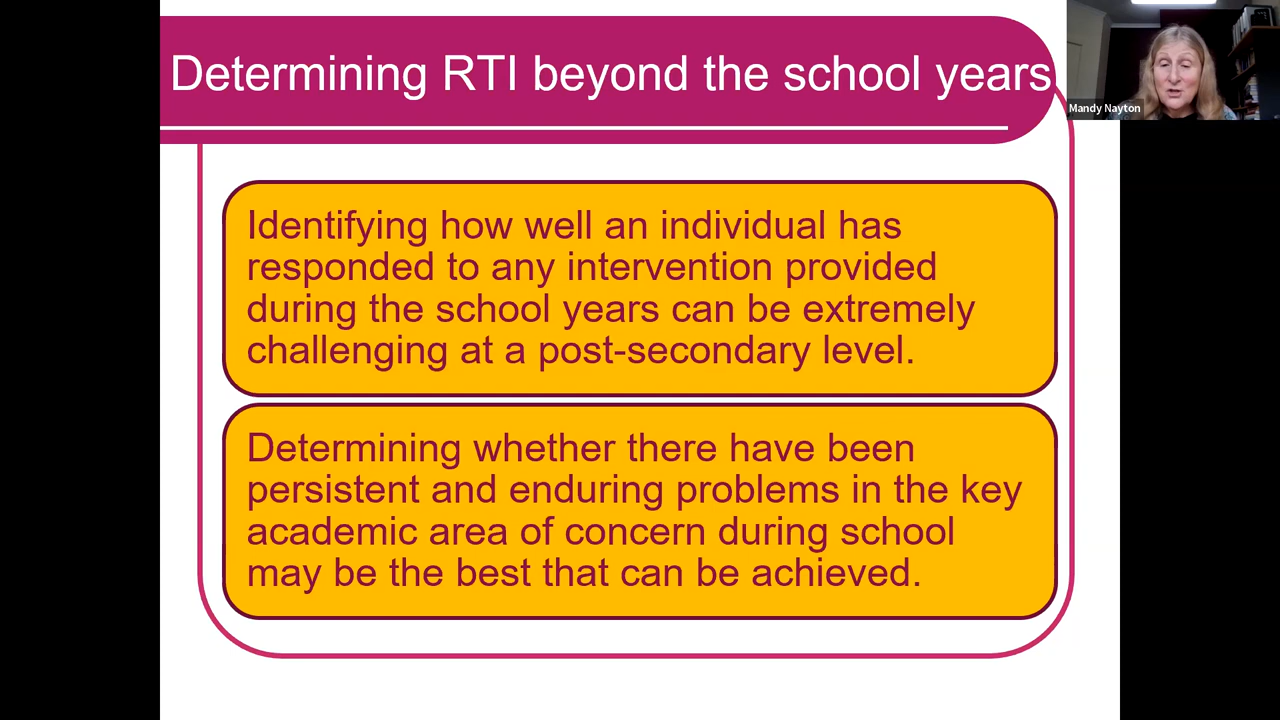 Determining RTI beyond the school years
Mandy Nayton
Identifying how well an individual has
responded to any intervention provided
during the school years can be extremely
challenging at a post-secondary level.
Determining whether there have been
persistent and enduring problems in the key
academic area of concern during school
may be the best that can be achieved.